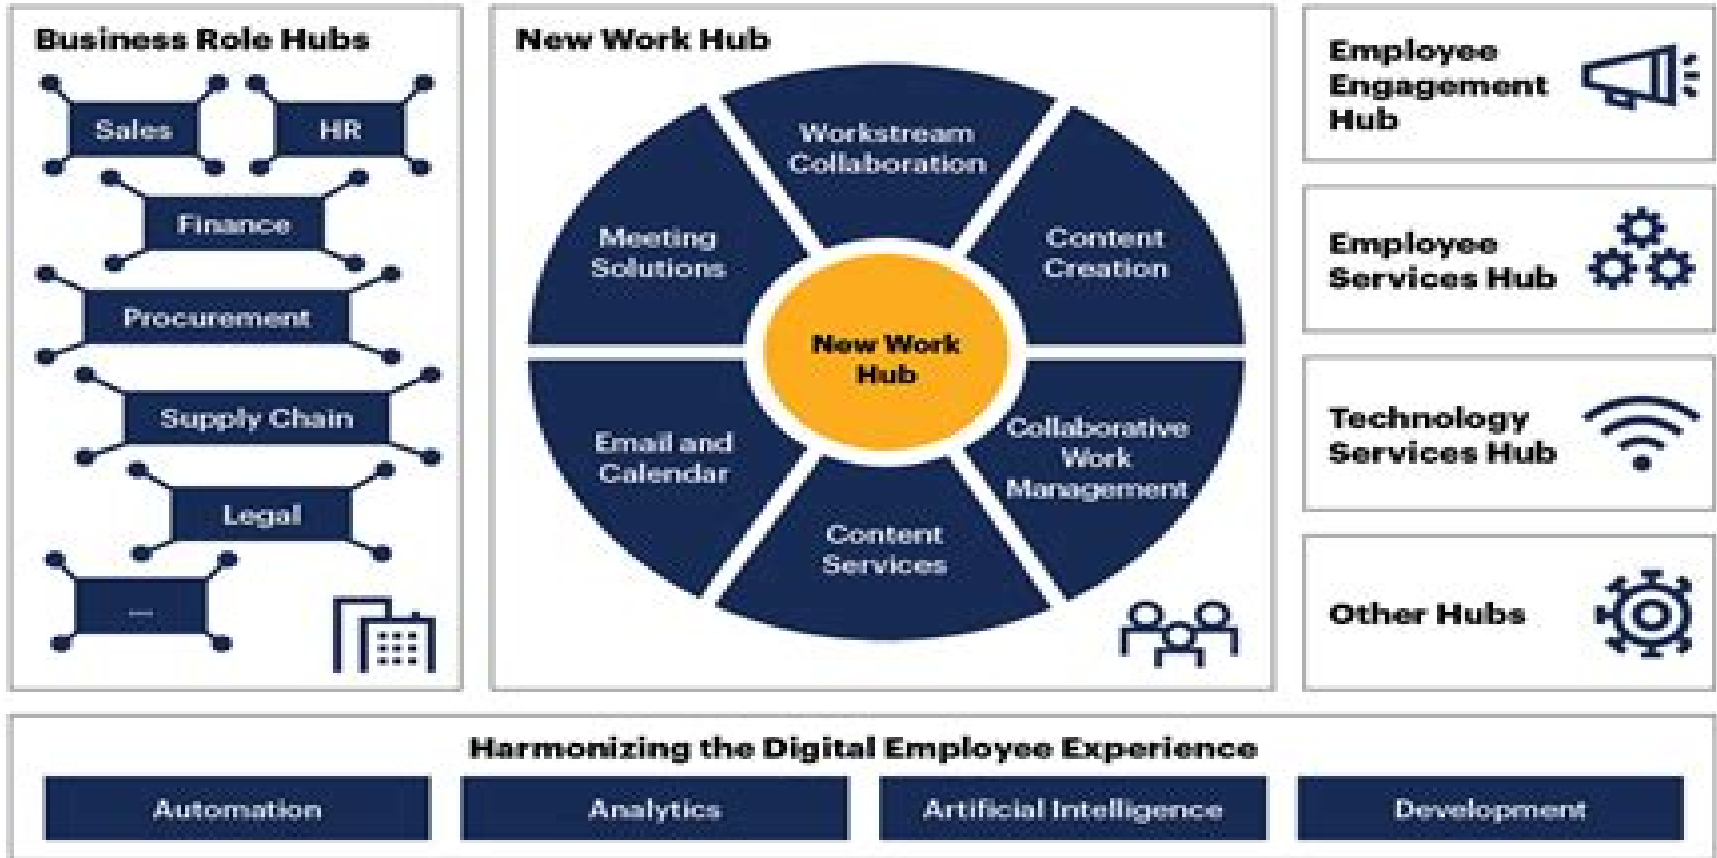 Business Role Hubs
Sales
HR
Finance
Procurement
Supply Chain
Legal
...
New Work Hub
Workstream
Collaboration
Meeting
Solutions
Content
Creation
New Work
Hub
Email and
Calendar
Collaborative
Work
Management
Content
Services
Employee
Engagement
Hub
Employee
Services Hub
Technology
Services Hub
Other Hubs
Harmonizing the Digital Employee Experience
Automation
Analytics
Artificial Intelligence
Development